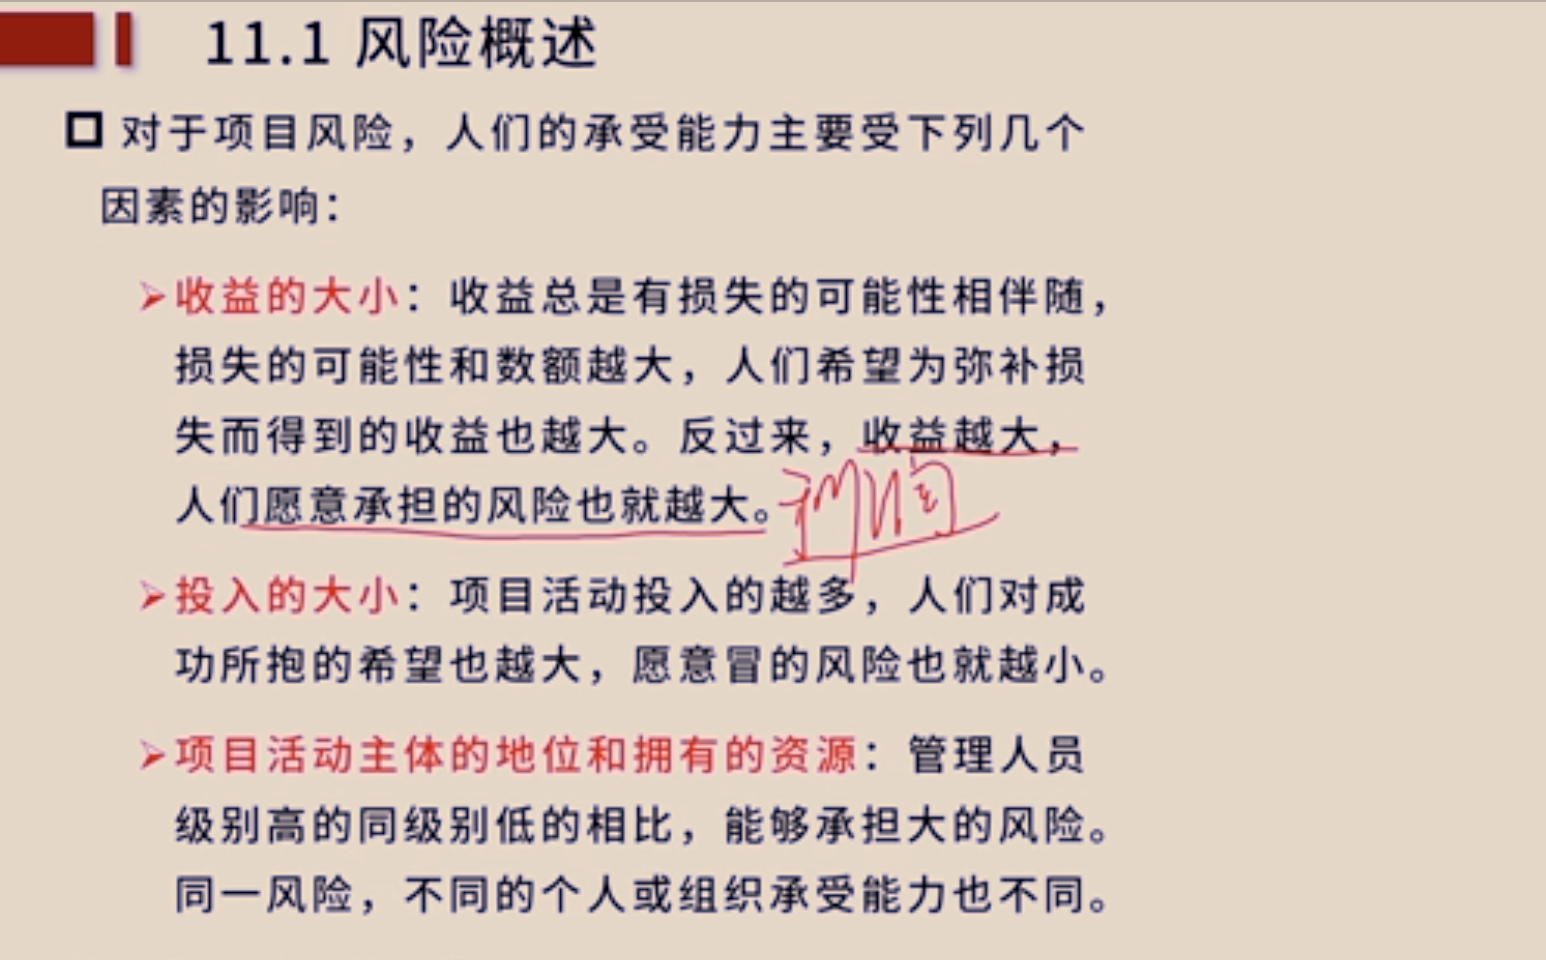 11.1 风险概述
对于项目风险，人们的承受能力主要受下列几个
因素的影响：
➢收益的大小：收益总是有损失的可能性相伴随，
损失的可能性和数额越大，人们希望为弥补损
失而得到的收益也越大。反过来，收益越大，
人们愿意承担的风险也就越大。
➢投入的大小：项目活动投入的越多，人们对成
功所抱的希望也越大，愿意冒的风险也就越小。
➢项目活动主体的地位和拥有的资源：管理人员
级别高的同级别低的相比，能够承担大的风险。
同一风险，不同的个人或组织承受能力也不同。